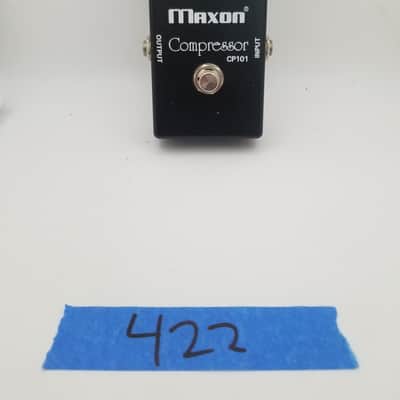 MAXON®
Compressor
CP101
OUTPUT
INPUT
422